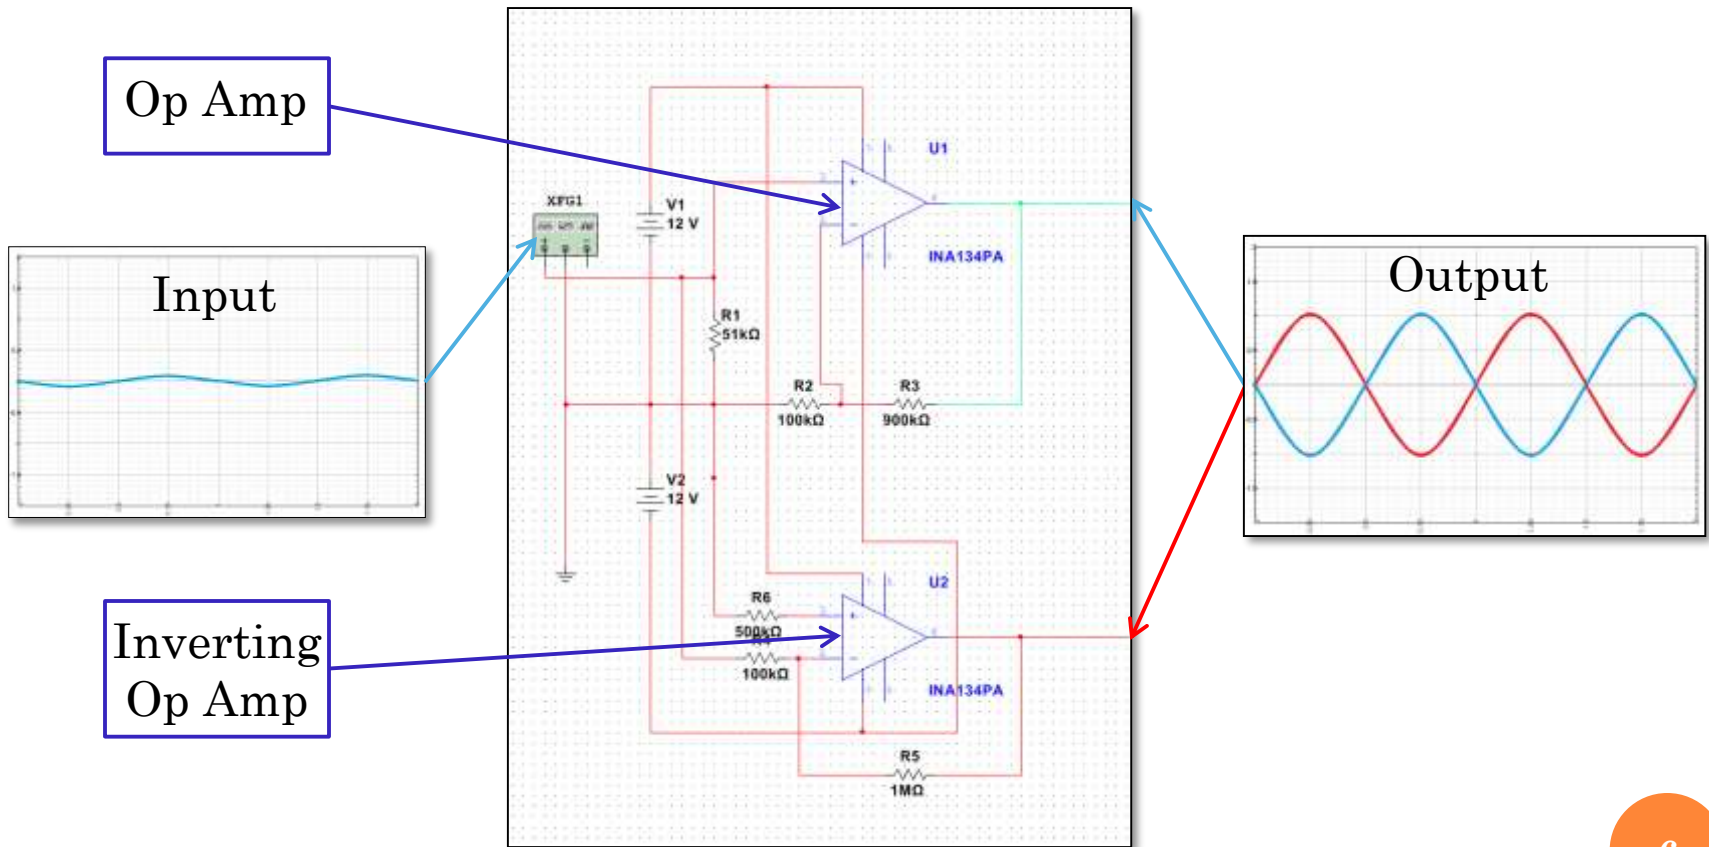 Op Amp
U1
XFG1
V1
12 V
INA134PA
Input
Output
R1
51kΩ
R2
100kΩ
R3
900kΩ
V2
12 V
U2
R6
500kΩ
Inverting
Op Amp
100kΩ
INA134PA
R5
1MΩ